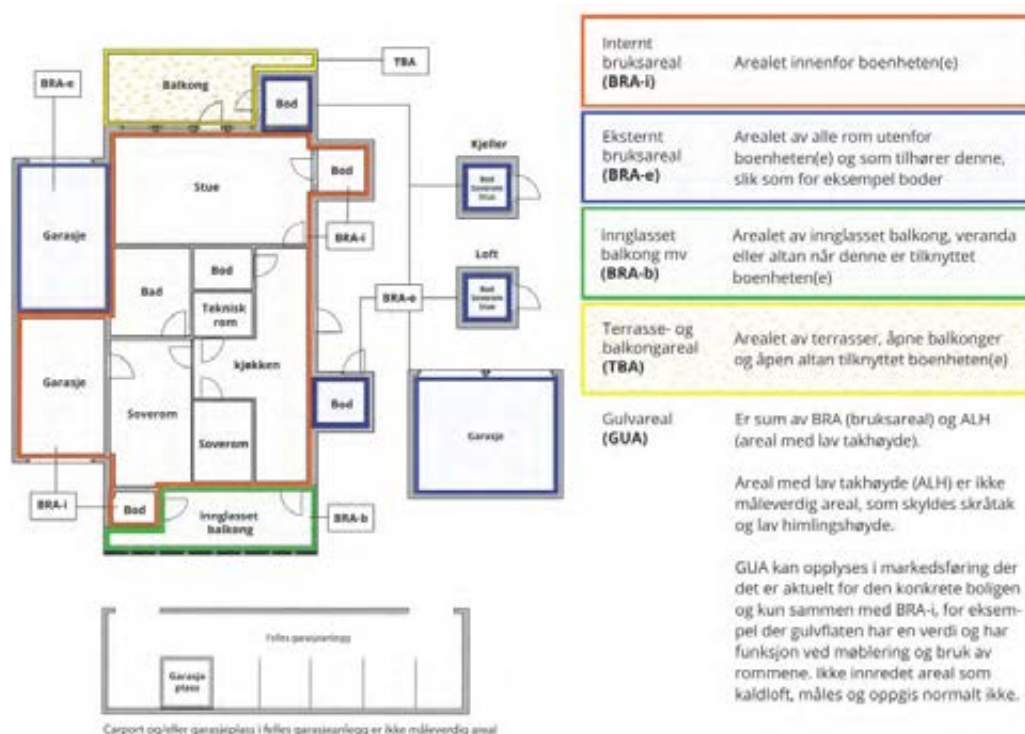 TBA
BRA-e
Balkong
Bod
Kjeller
Stue
Bod
Bod
Soverom
Stue
BRA-i
Garasje
Loft
Bad
Bod
Teknisk
rom
BRA-e
Bod
Soverom
Stue
Garasje
kjøkken
Soverom
Soverom
Bod
Garasje
BRA-i
Bod
Innglasset
balkong
BRA-b
Felles garasjeanlegg
Garasje
plass
Carport og/eller garasjeplass i felles garasjeanlegg er ikke måleverdig areal
Internt
bruksareal
(BRA-i)
Arealet innenfor boenheten(e)
Eksternt
bruksareal
(BRA-e)
Arealet av alle rom utenfor
boenheten(e) og som tilhører denne,
slik som for eksempel boder
Innglasset
balkong mv
(BRA-b)
Arealet av innglasset balkong, veranda
eller altan når denne er tilknyttet
boenheten(e)
Terrasse- og
balkongareal
(TBA)
Arealet av terrasser, åpne balkonger
og åpen altan tilknyttet boenheten(e)
Gulvareal
(GUA)
Er sum av BRA (bruksareal) og ALH
(areal med lav takhøyde).
Areal med lav takhøyde (ALH) er ikke
måleverdig areal, som skyldes skråtak
og lav himlingshøyde.
GUA kan opplyses i markedsføring der
det er aktuelt for den konkrete boligen
og kun sammen med BRA-i, for eksem-
pel der gulvflaten har en verdi og har
funksjon ved møblering og bruk av
rommene. Ikke innredet areal som
kaldloft, måles og oppgis normalt ikke.